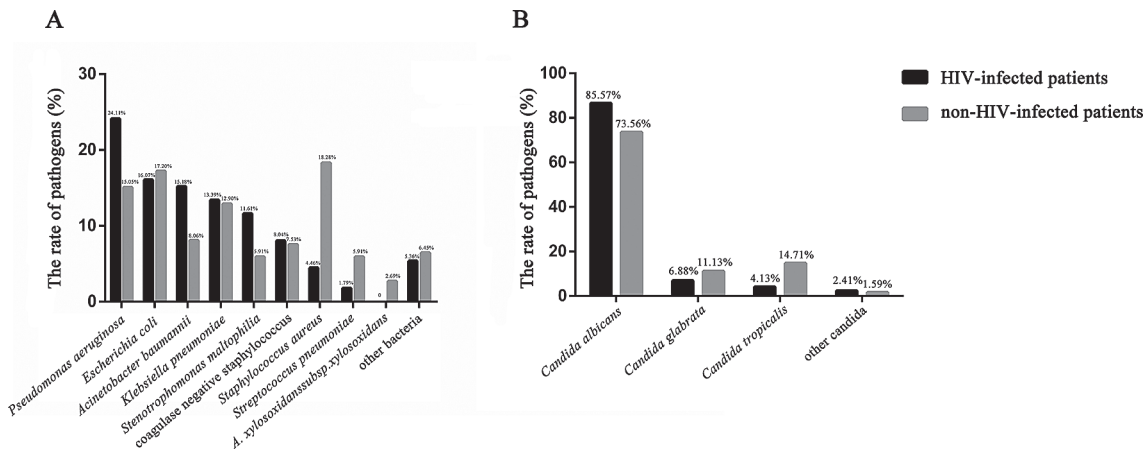 A
The rate of pathogens (%)
30
20
10
0
24.11%
15.05%
16.07%
17.20%
15.18%
8.06%
13.39%
12.90%
11.61%
5.91%
8.04%
7.53%
4.46%
18.28%
1.79%
5.91%
0
2.69%
5.36%
6.45%
Pseudomonas aeruginosa
Escherichia coli
Acinetobacter baumannii
Klebsiella pneumoniae
Stenotrophomonas maltophilia
coagulase negative staphylococcus
Staphylococcus aureus
Streptococcus pneumoniae
A. xylosoxidanssubsp.xylosoxidans
other bacteria
B
The rate of pathogens (%)
100
80
60
40
20
0
85.57%
73.56%
6.88%
11.13%
4.13%
14.71%
2.41%
1.59%
Candida albicans
Candida glabrata
Candida tropicalis
other candida
HIV-infected patients
non-HIV-infected patients